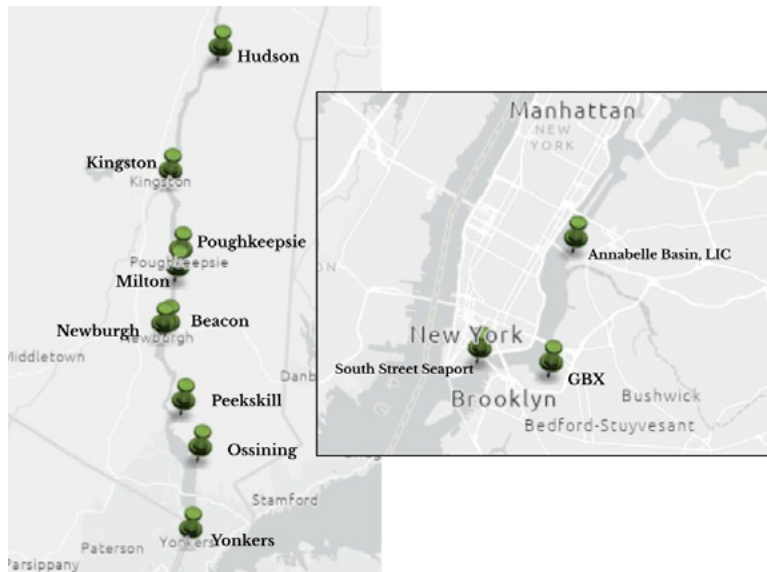 Hudson
Kingston
Kingston
Poughkeepsie
Poughkeepsie
Milton
Beacon
Newburgh
Newburgh
Middletown
Peekskill
Ossining
Stamford
Yonkers
Yonkers
Paterson
Parsippany
Manhattan
NEW
YORK
Annabelle Basin, LIC
New York
South Street Seaport
GBX
Brooklyn
Bushwick
Bedford-Stuyvesant